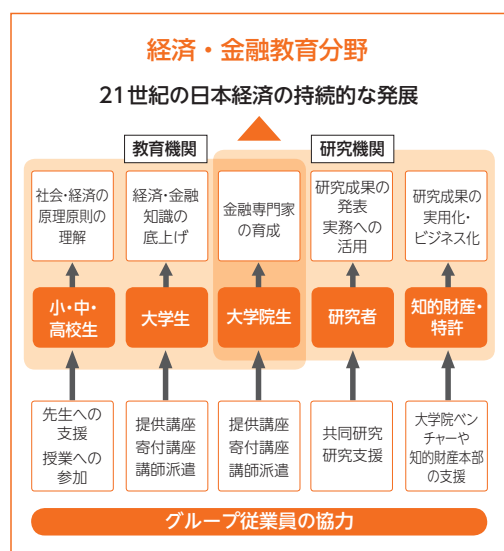 経済・金融教育分野
21世紀の日本経済の持続的な発展
教育機関
研究機関
社会・経済の
原理原則の
理解
経済・金融
知識の
底上げ
金融専門家
の育成
研究成果の
発表
実務への
活用
研究成果の
実用化・
ビジネス化
小・中・
高校生
大学生
大学院生
研究者
知的財産・
特許
先生への
支援
授業への
参加
提供講座
寄付講座
講師派遣
提供講座
寄付講座
講師派遣
共同研究
研究支援
大学院ベン
チャーや
知的財産本部
の支援
グループ従業員の協力